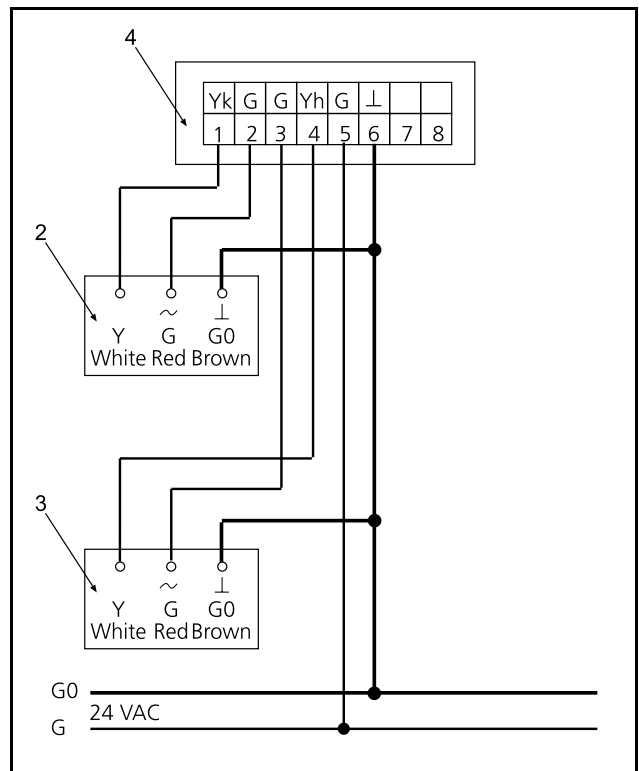 4
Yk G G Yh G ⊥
1 2 3 4 5 6 7 8
2
~ ⊥
Y G G0
White Red Brown
3
~ ⊥
Y G G0
White Red Brown
G0
24 VAC
G